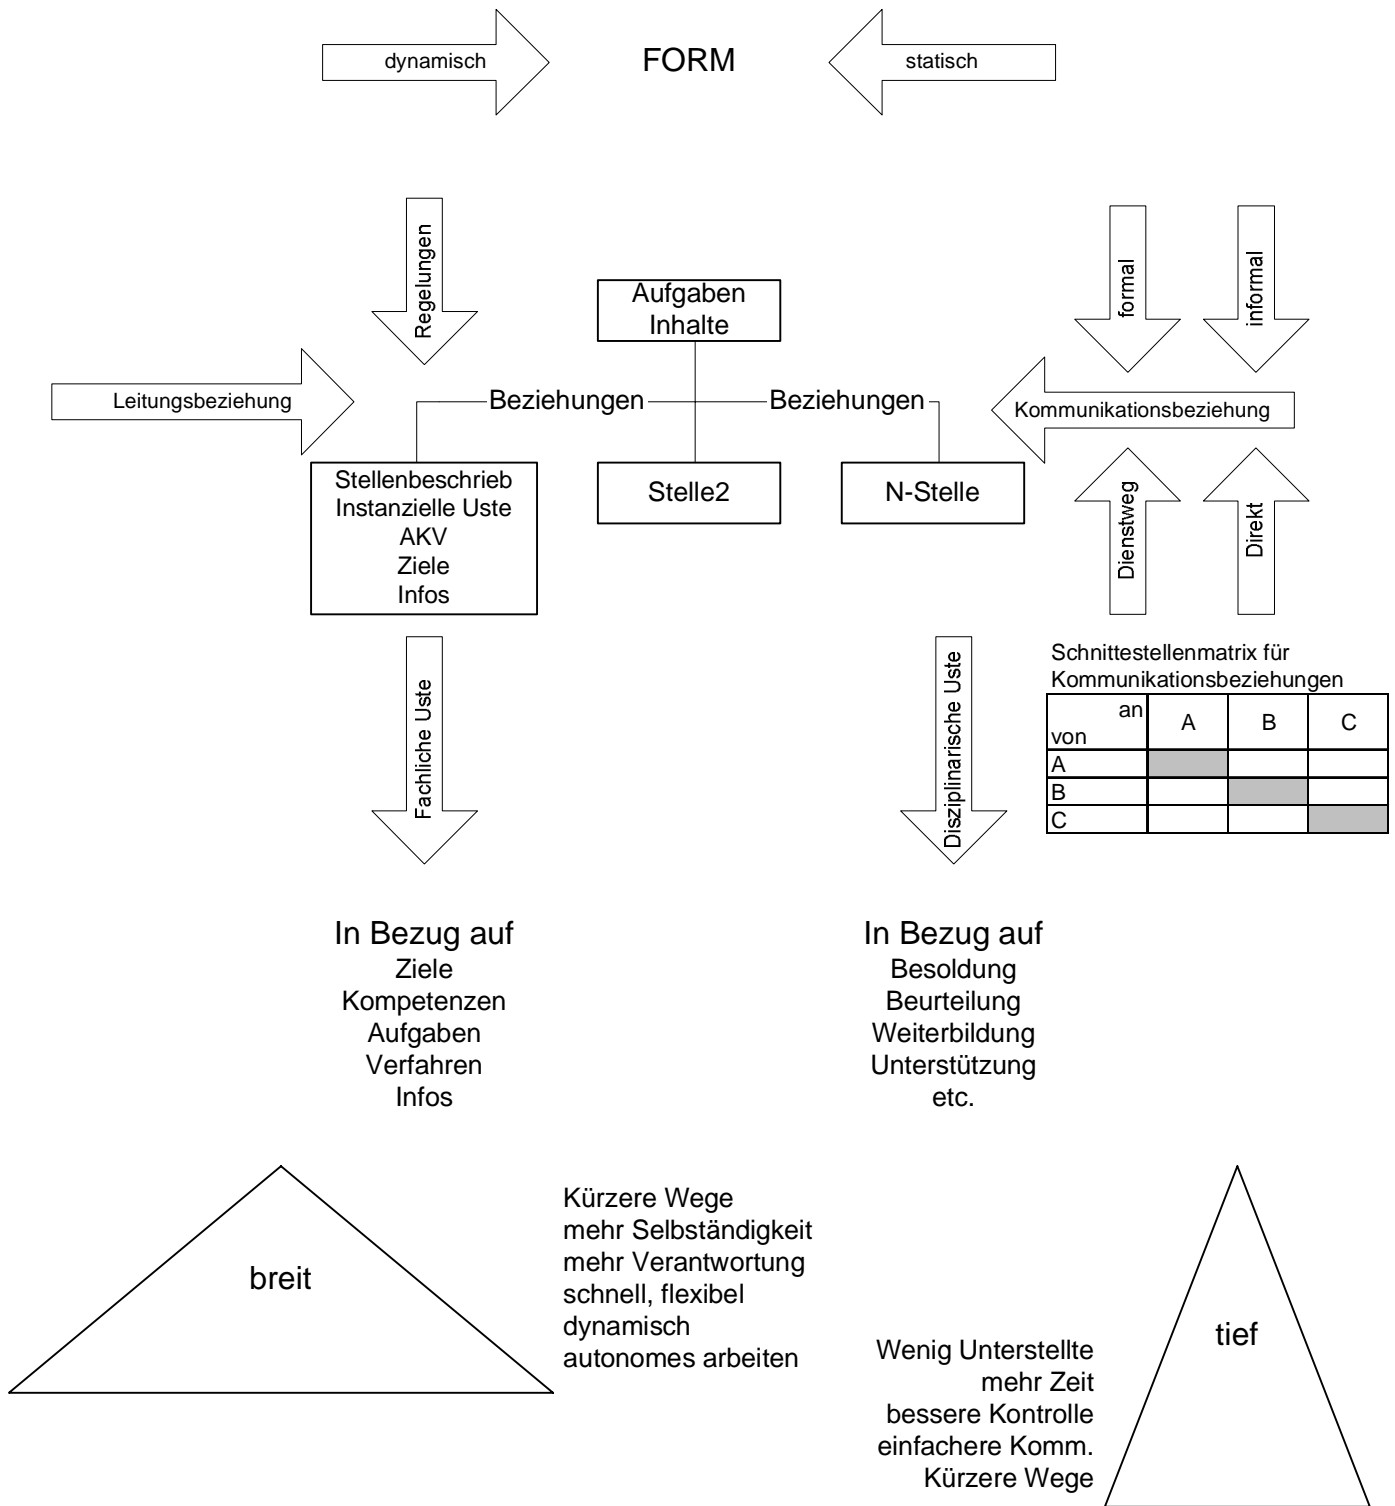 dynamisch
FORM
statisch
Regelungen
formal
informal
Aufgaben
Inhalte
Leitungsbeziehung
Beziehungen
Beziehungen
Kommunikationsbeziehung
Stellenbeschrieb
Instanzielle Uste
AKV
Ziele
Infos
Stelle2
N-Stelle
Dienstweg
Direkt
Fachliche Uste
Disziplinarische Uste
Schnittestellenmatrix für
Kommunikationsbeziehungen
an
von
A
B
C
A
B
C
In Bezug auf
Ziele
Kompetenzen
Aufgaben
Verfahren
Infos
In Bezug auf
Besoldung
Beurteilung
Weiterbildung
Unterstützung
etc.
breit
Kürzere Wege
mehr Selbständigkeit
mehr Verantwortung
schnell, flexibel
dynamisch
autonomes arbeiten
Wenig Unterstellte
mehr Zeit
bessere Kontrolle
einfachere Komm.
Kürzere Wege
tief